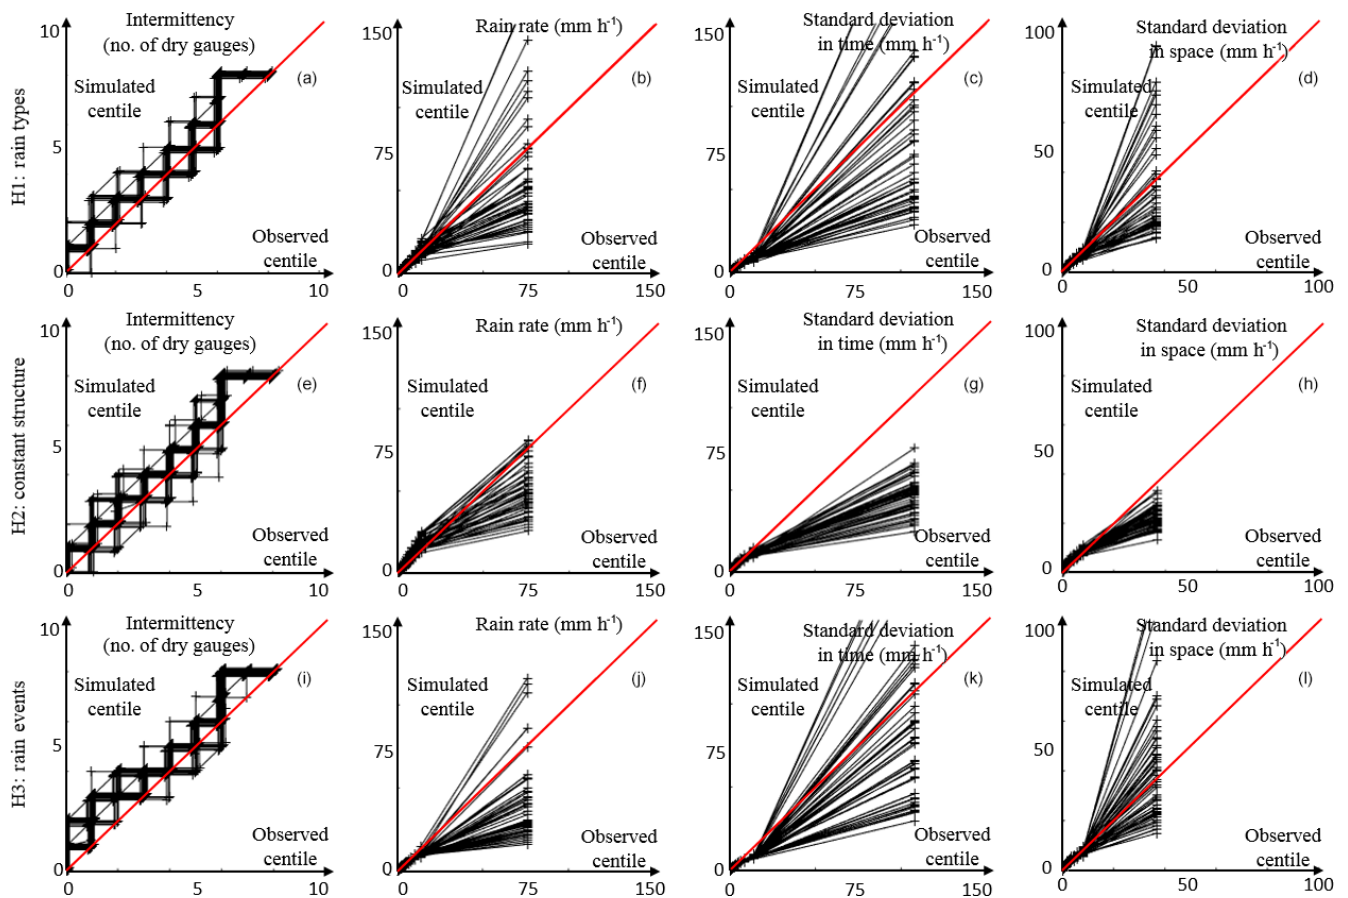 H1: rain types
10
Intermittency
(no. of dry gauges)
Simulated
centile
(a)
5
Observed
centile
0
0
5
10
150
Rain rate (mm h-1)
Simulated
centile
(b)
75
Observed
centile
0
0
75
150
150
Standard deviation
in time (mm h-1)
Simulated
centile
(c)
75
Observed
centile
0
0
75
150
100
Standard deviation
in space (mm h-1)
Simulated
centile
(d)
50
Observed
centile
0
0
50
100
H2: constant structure
10
Intermittency
(no. of dry gauges)
Simulated
centile
(e)
5
Observed
centile
0
0
5
10
150
Rain rate (mm h-1)
Simulated
centile
(f)
75
Observed
centile
0
0
75
150
150
Standard deviation
in time (mm h-1)
Simulated
centile
(g)
75
Observed
centile
0
0
75
150
100
Standard deviation
in space (mm h-1)
Simulated
centile
(h)
50
Observed
centile
0
0
50
100
H3: rain events
10
Intermittency
(no. of dry gauges)
Simulated
centile
(i)
5
Observed
centile
0
0
5
10
150
Rain rate (mm h-1)
Simulated
centile
(j)
75
Observed
centile
0
0
75
150
150
Standard deviation
in time (mm h-1)
Simulated
centile
(k)
75
Observed
centile
0
0
75
150
100
Standard deviation
in space (mm h-1)
Simulated
centile
(l)
50
Observed
centile
0
0
50
100